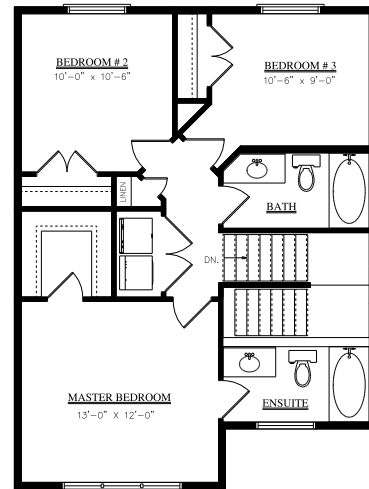 BEDROOM # 2
10'-0" x 10'-6"
BEDROOM # 3
10'-6" x 9'-0"
LINEN
BATH
DN.
MASTER BEDROOM
13'-0" x 12'-0"
ENSUITE